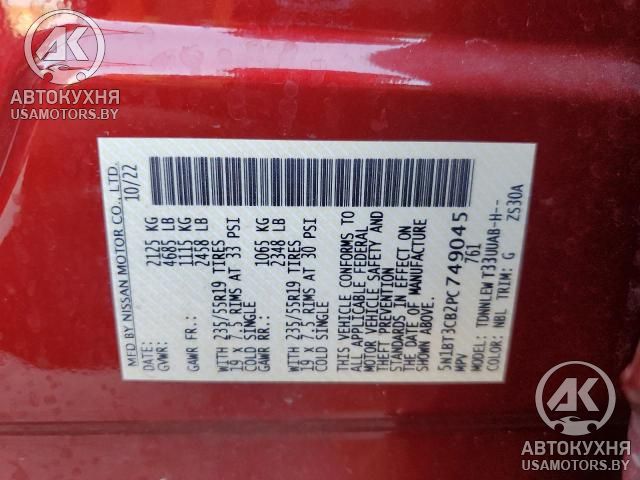 AK
АВТОКУХНЯ
USAMOTORS.BY
MFD BY NISSAN MOTOR CO., LTD.
DATE: 10/22
GVWR: 2125 KG
4685 LB
GAWR FR: 1115 KG
2458 LB
WITH 235/55R19 TIRES
19 X 7.5 RIMS AT 33 PSI
COLD SINGLE
GAWR RR: 1065 KG
2348 LB
WITH 235/55R19 TIRES
19 X 7.5 RIMS AT 30 PSI
COLD SINGLE
THIS VEHICLE CONFORMS TO
ALL APPLICABLE FEDERAL
MOTOR VEHICLE SAFETY AND
THEFT PREVENTION
STANDARDS IN EFFECT ON
THE DATE OF MANUFACTURE
SHOWN ABOVE.
5N1BT3CB2PC749045
MPV 761
TDNNLEWT33UUAB-H--
COLOR: NBL TRIM: G ZS30A
AK
АВТОКУХНЯ
USAMOTORS.BY